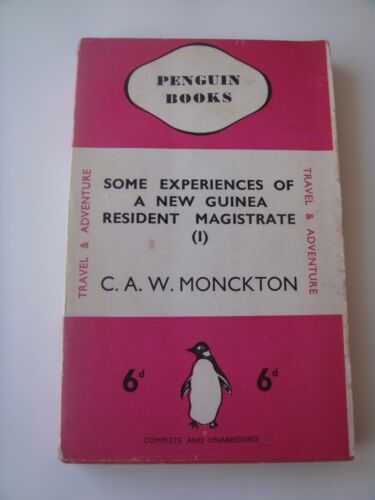 PENGUIN
BOOKS
TRAVEL & ADVENTURE
SOME EXPERIENCES OF
A NEW GUINEA
RESIDENT MAGISTRATE
(I)
C. A. W. MONCKTON
TRAVEL & ADVENTURE
6d
6d
COMPLETE AND UNABRIDGED